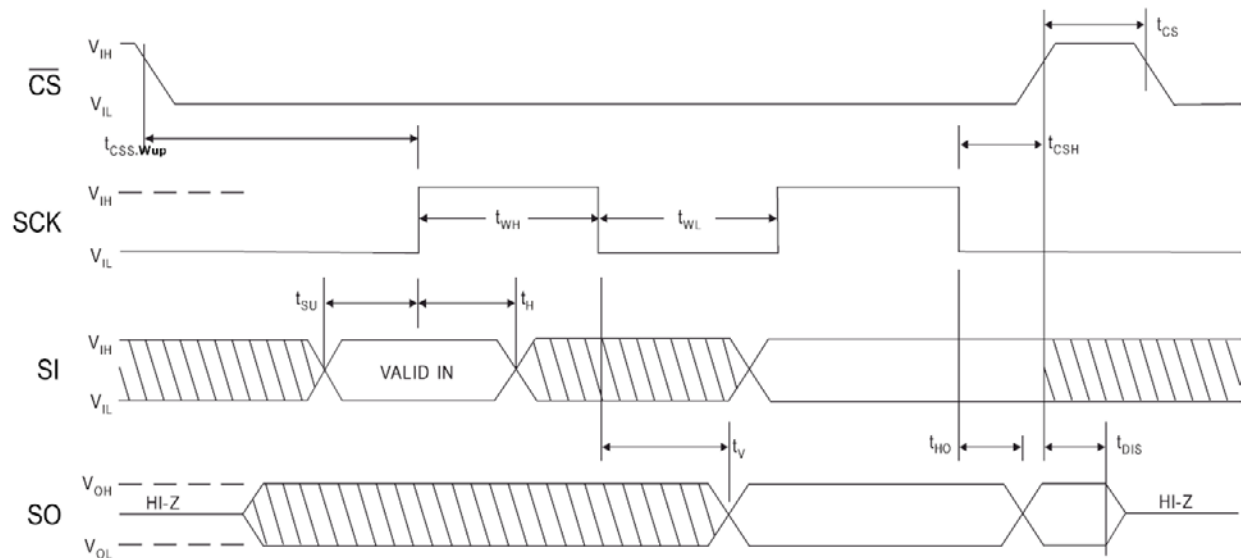 t_CS
V_IH
C̅S̅
V_IL
t_CSS.Wup
t_CSH
V_IH
SCK
t_WH
t_WL
V_IL
t_SU
t_H
V_IH
SI
VALID IN
V_IL
t_V
t_HO
t_DIS
V_OH
HI-Z
HI-Z
SO
V_OL